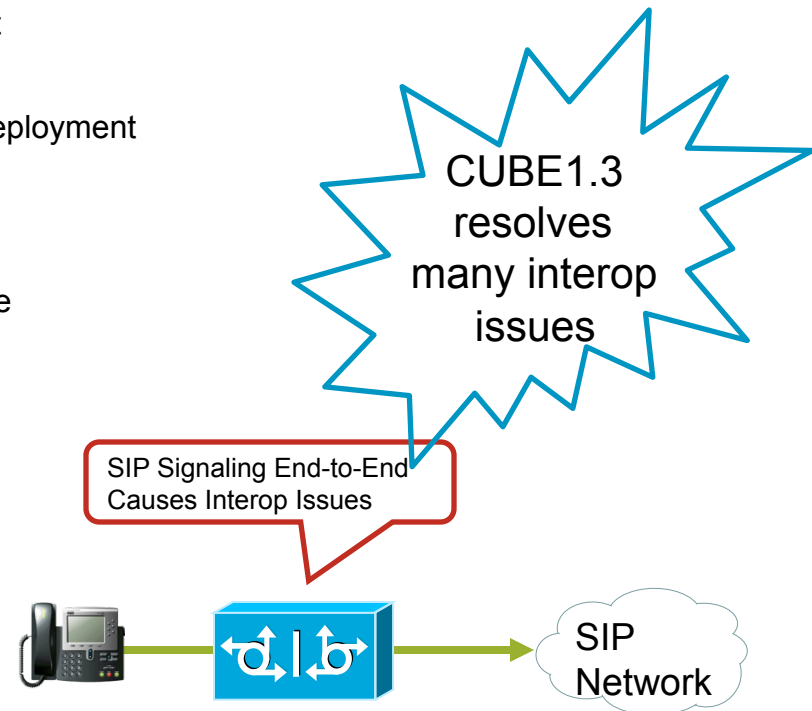 eployment
e
CUBE1.3
resolves
many interop
issues
SIP Signaling End-to-End
Causes Interop Issues
SIP
Network